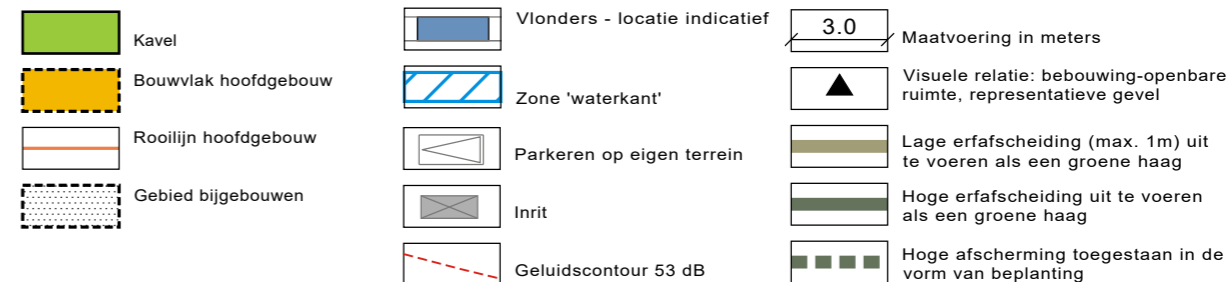 Kavel
Bouwvlak hoofdgebouw
Rooilijn hoofdgebouw
Gebied bijgebouwen
Vlonders - locatie indicatief
Zone 'waterkant'
Parkeren op eigen terrein
Inrit
Geluidscontour 53 dB
3.0
Maatvoering in meters
Visuele relatie: bebouwing-openbare
ruimte, representatieve gevel
Lage erfafscheiding (max. 1m) uit
te voeren als een groene haag
Hoge erfafscheiding uit te voeren
als een groene haag
Hoge afscherming toegestaan in de
vorm van beplanting